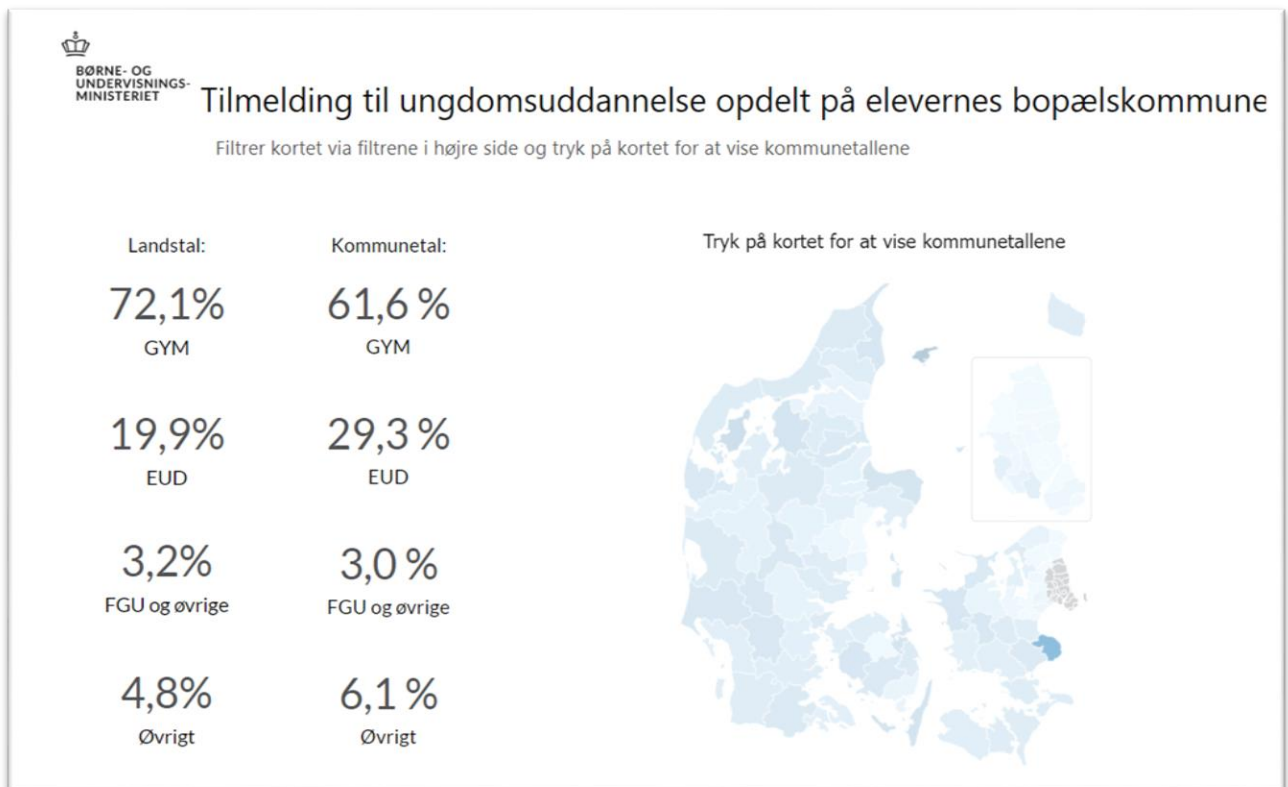 BØRNE- OG
UNDERVISNINGS-
MINISTERIET
Tilmelding til ungdomsuddannelse opdelt på elevernes bopælskommune
Filtrer kortet via filtrene i højre side og tryk på kortet for at vise kommunetallene
Landstal:
Kommunetal:
Tryk på kortet for at vise kommunetallene
72,1%
61,6 %
GYM
GYM
19,9%
29,3 %
EUD
EUD
3,2%
3,0 %
FGU og øvrige
FGU og øvrige
4,8%
6,1 %
Øvrigt
Øvrigt